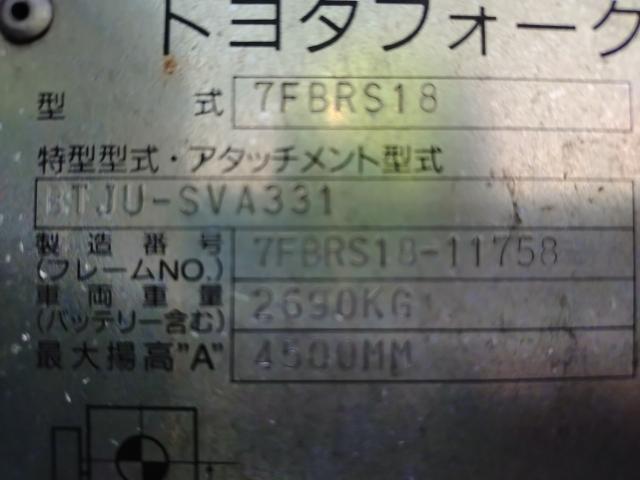 トヨタフォーク
型式 7FBRS18
特型型式・アタッチメント型式
BTJU-SVA331
製造番号
(フレームNO.) 7FBRS18-11758
車両重量
(バッテリー含む) 2690KG
最大揚高"A" 4500MM